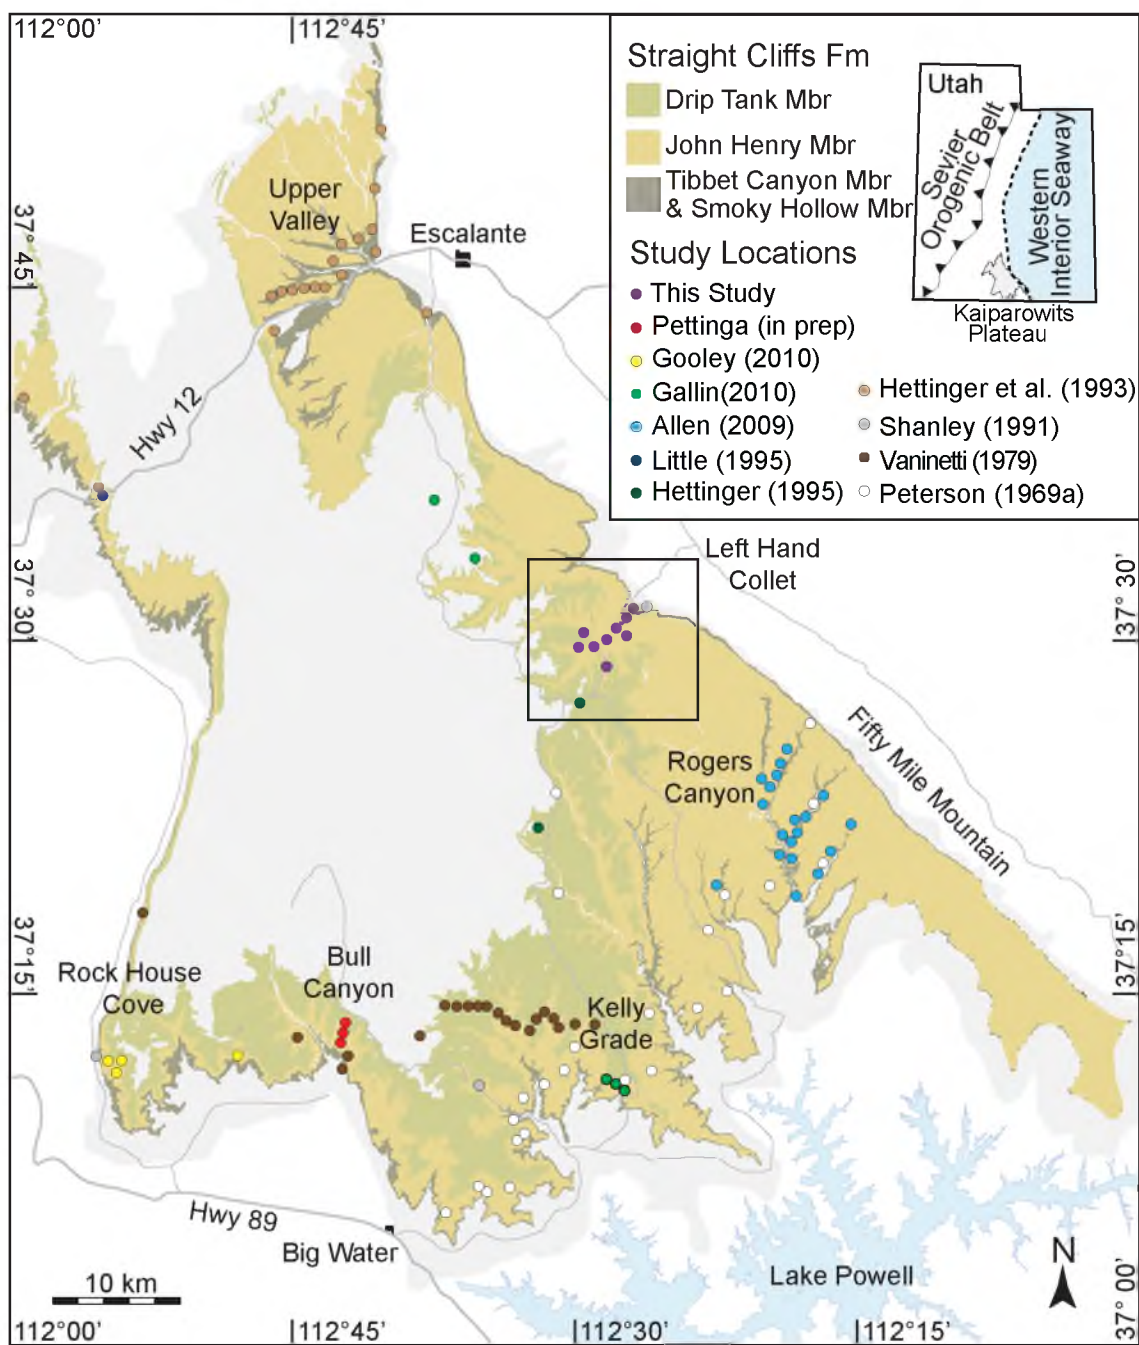 112°00’
112°45’
Straight Cliffs Fm
Drip Tank Mbr
John Henry Mbr
Tibbet Canyon Mbr
& Smoky Hollow Mbr
Utah
Sevier
Orogenic Belt
Western
Interior Seaway
Kaiparowits
Plateau
Study Locations
This Study
Pettinga (in prep)
Gooley (2010)
Gallin(2010)
Allen (2009)
Little (1995)
Hettinger (1995)
Hettinger et al. (1993)
Shanley (1991)
Vaninetti (1979)
Peterson (1969a)
Upper
Valley
Escalante
37° 45'
Hwy 12
Left Hand
Collet
37° 30'
37° 30'
Rogers
Canyon
Fifty Mile Mountain
37°15'
37°15'
Rock House
Cove
Bull
Canyon
Kelly
Grade
Hwy 89
Big Water
Lake Powell
N
10 km
37° 00'
112°00’
112°45’
112°30’
112°15’